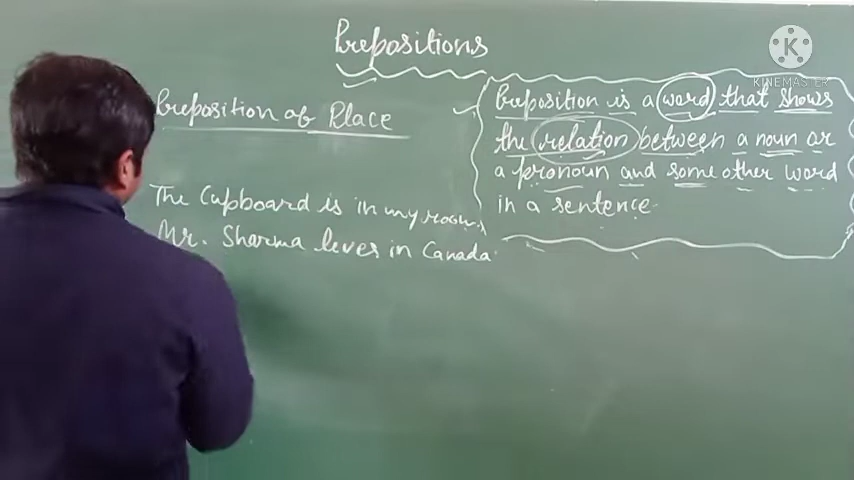 Prepositions
K
KINEMASTER
Preposition of Place
Preposition is a word that shows
the relation between a noun or
a pronoun and some other word
in a sentence
The Cupboard is in my room.
Mr. Sharma lives in Canada.